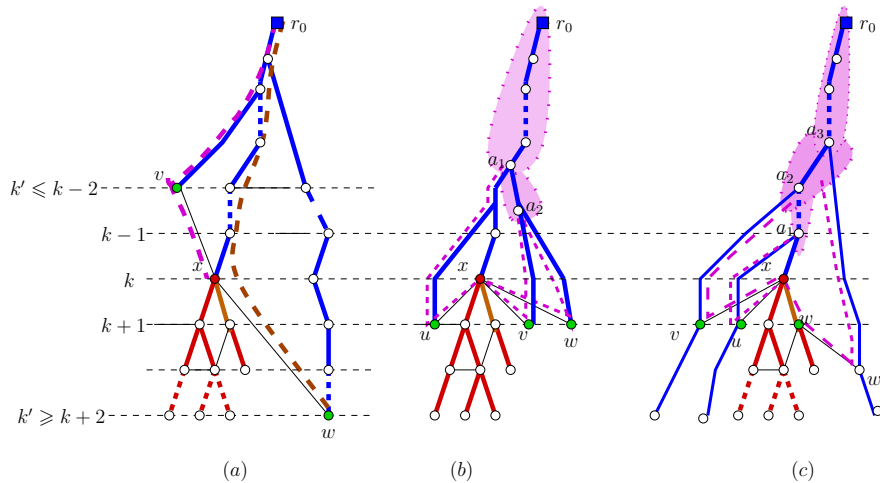 r₀ r₀ r₀
a₃
a₁
v a₂
k′ ⩽ k−2
a₂
k−1 a₁
x x x
k
k+1 w
u v w v u
w
k′ ⩾ k+2
w
(a) (b) (c)